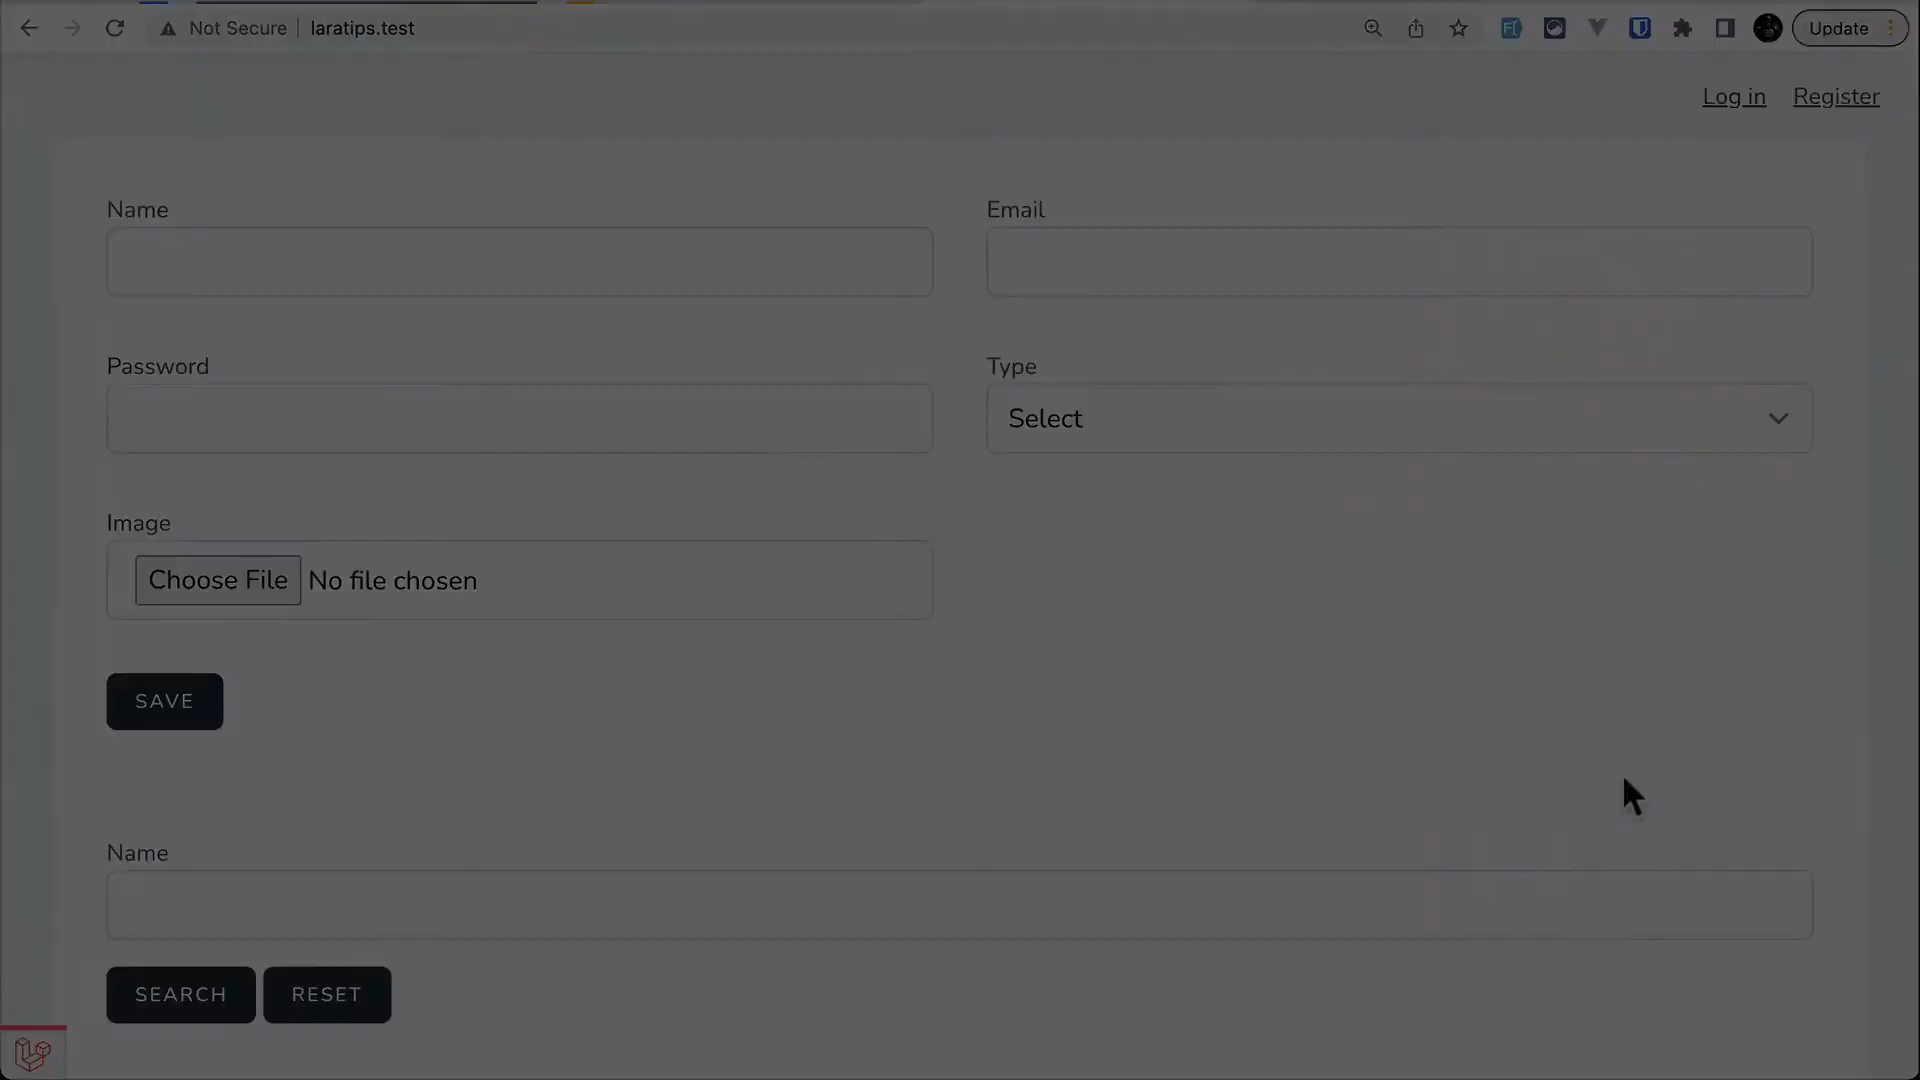 Not Secure laratips.test Update
Log in Register
Name Email
Password Type
Select
Image
Choose File No file chosen
SAVE
Name
SEARCH RESET